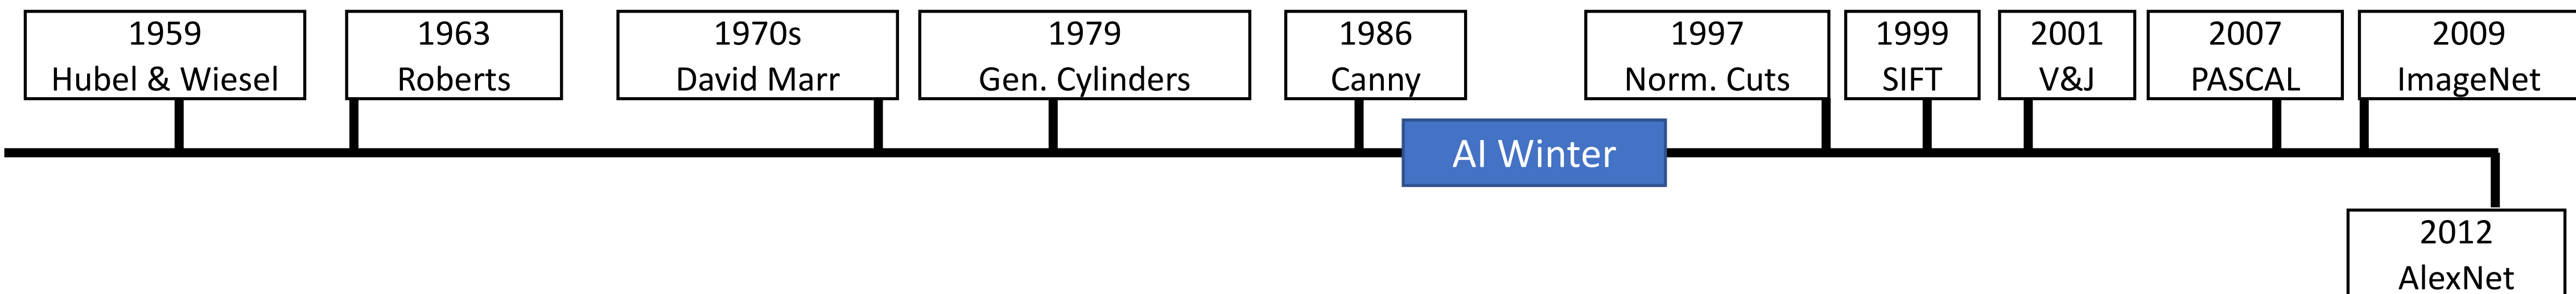 1959
Hubel & Wiesel
1963
Roberts
1970s
David Marr
1979
Gen. Cylinders
1986
Canny
1997
Norm. Cuts
1999
SIFT
2001
V&J
2007
PASCAL
2009
ImageNet
AI Winter
2012
AlexNet